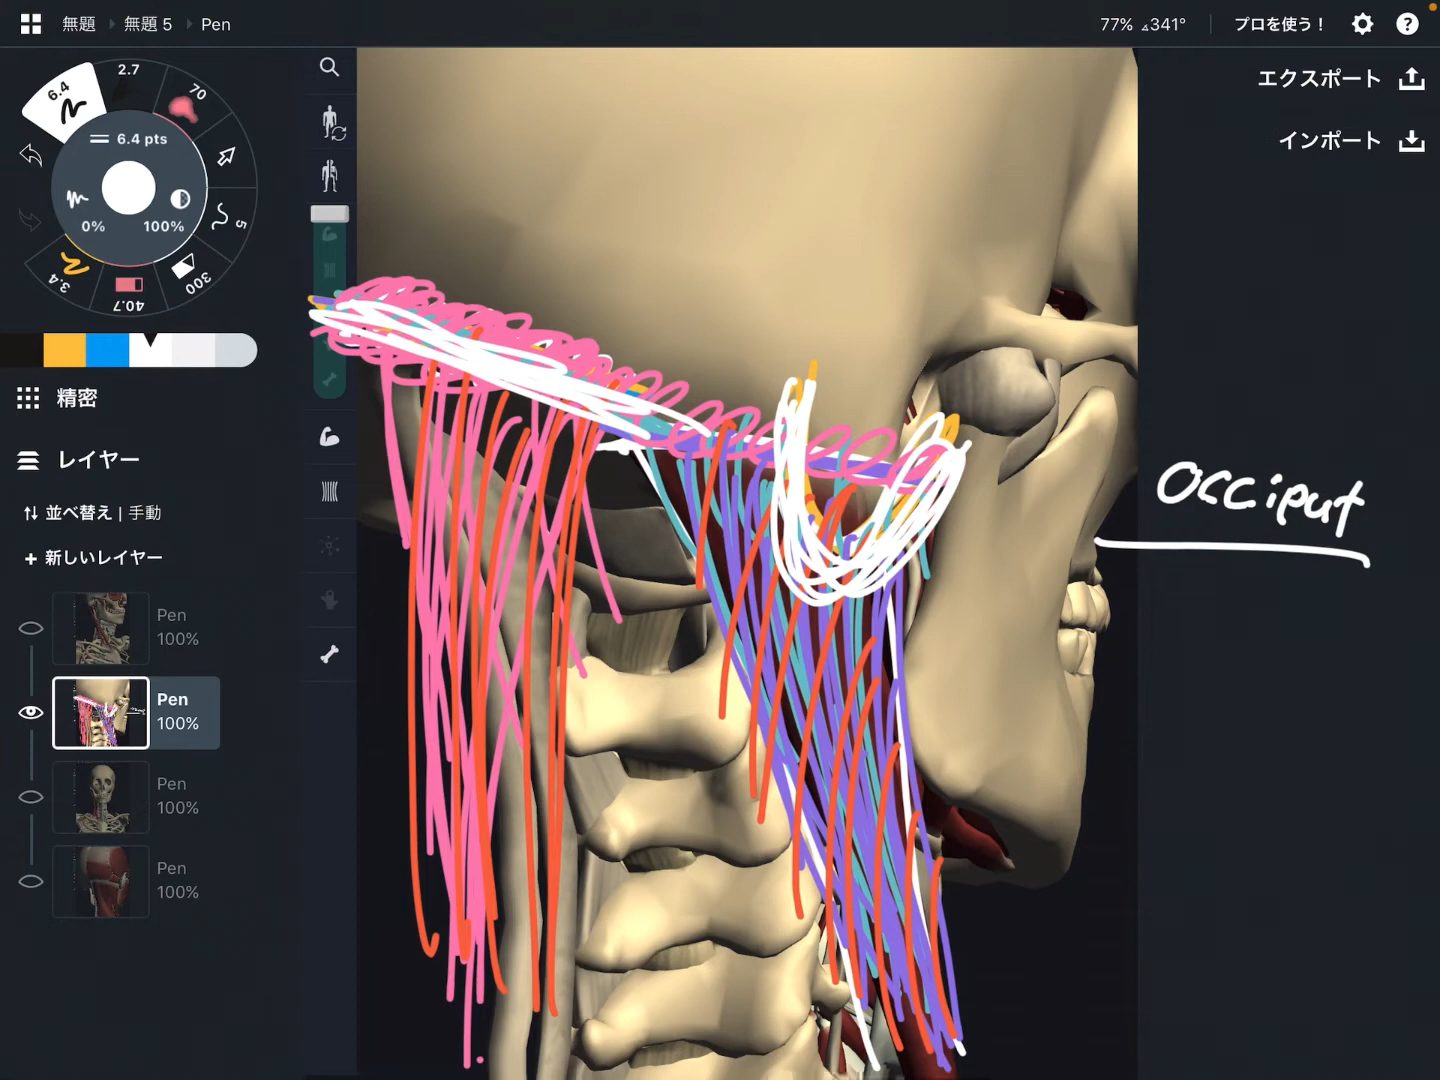 無題 無題 5 Pen
77% ⊿341° プロを使う！
エクスポート
インポート
6.4
2.7
70
5
300
40.7
3.4
6.4 pts
0% 100%
精密
レイヤー
並べ替え | 手動
+ 新しいレイヤー
Pen
100%
Pen
100%
Pen
100%
Pen
100%
Occiput